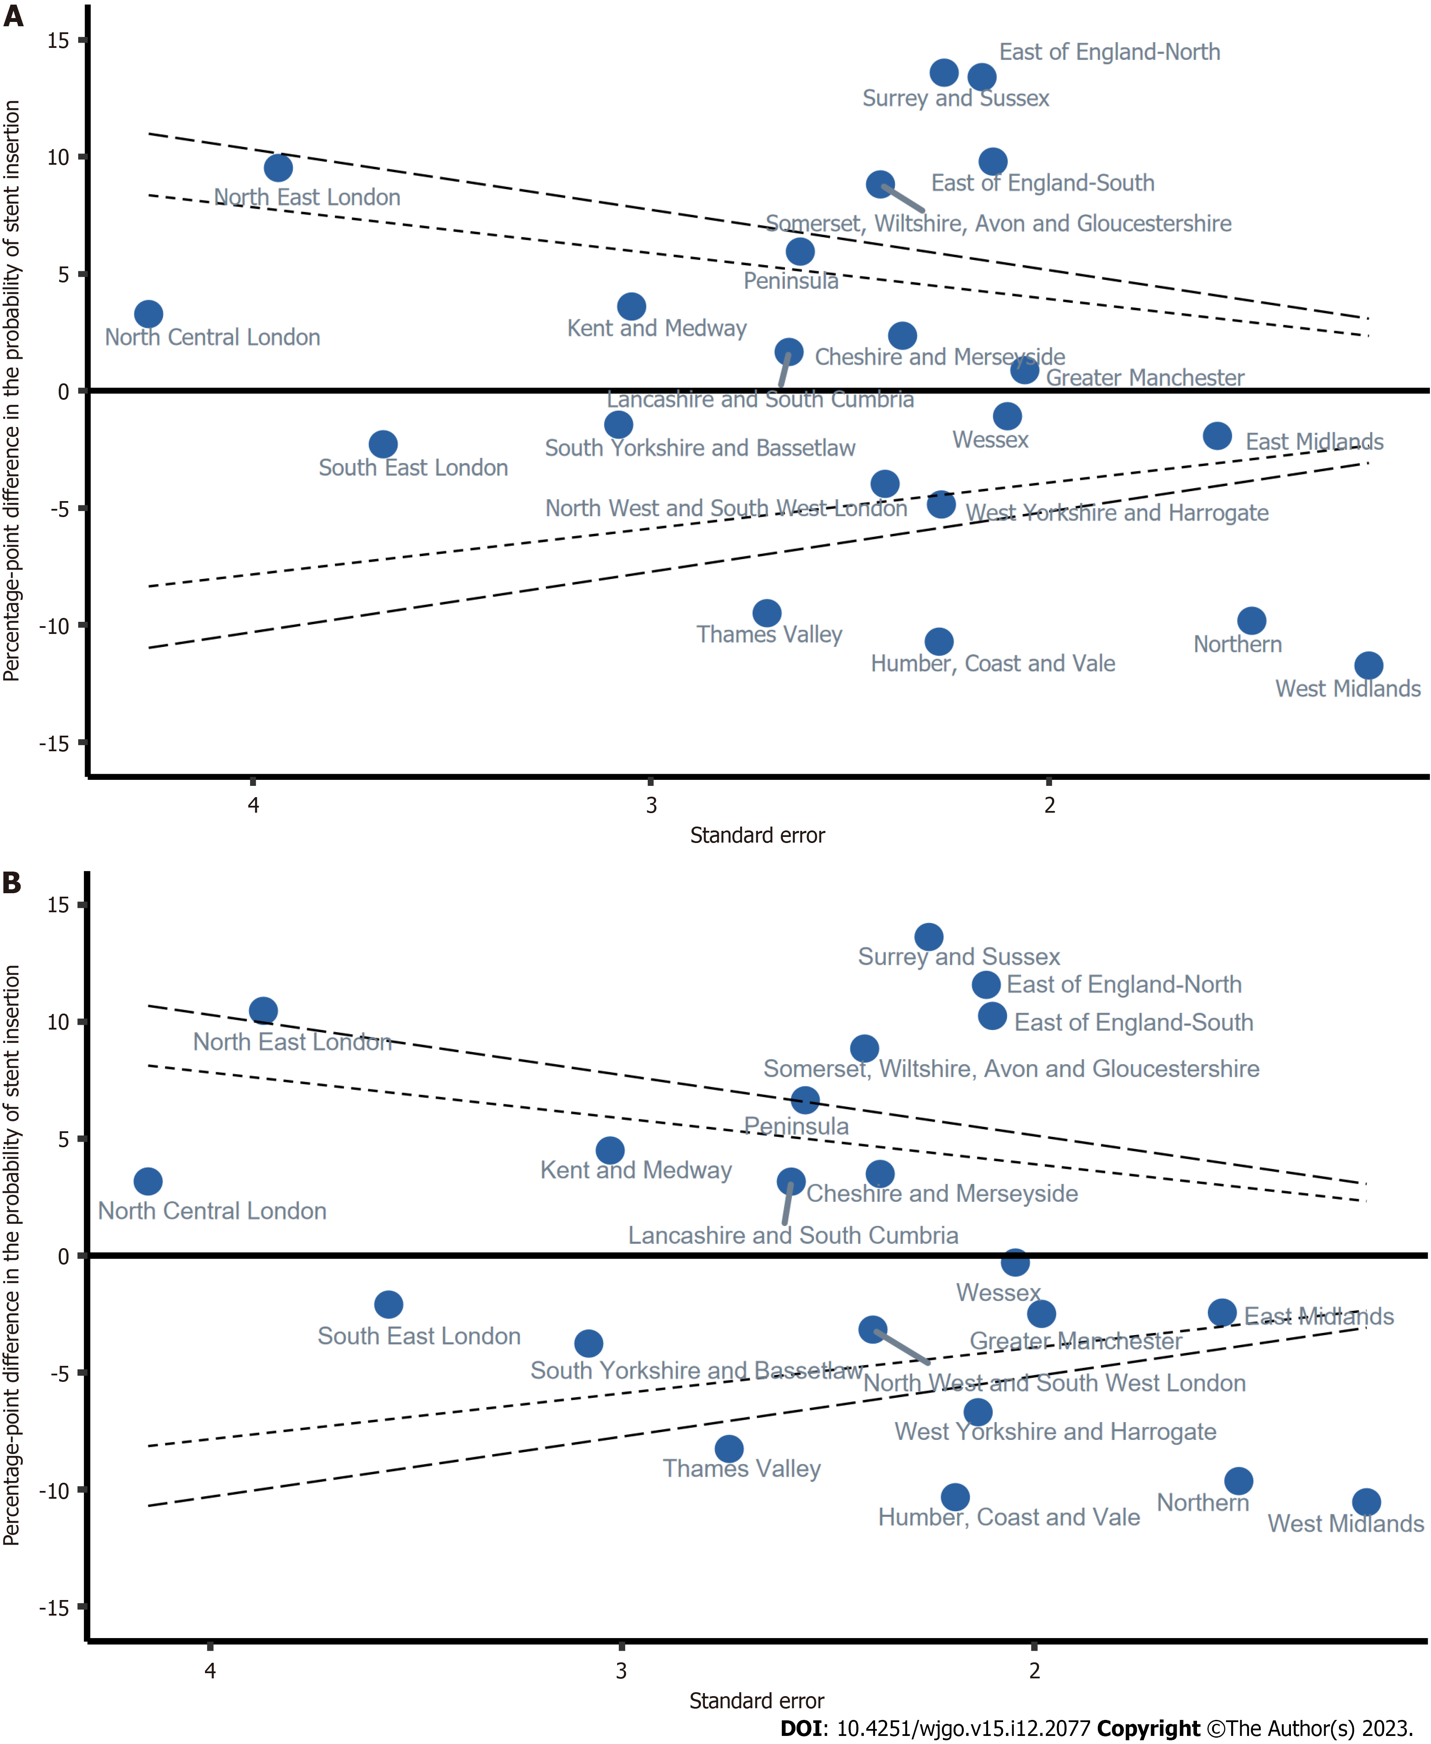 A
15
East of England-North
Surrey and Sussex
10
North East London
East of England-South
Somerset, Wiltshire, Avon and Gloucestershire
5
Peninsula
North Central London
Kent and Medway
Cheshire and Merseyside
Greater Manchester
0
Lancashire and South Cumbria
South East London
South Yorkshire and Bassetlaw
Wessex
East Midlands
-5
North West and South West London
West Yorkshire and Harrogate
-10
Thames Valley
Humber, Coast and Vale
Northern
West Midlands
-15
Percentage-point difference in the probability of stent insertion
4
3
2
Standard error
B
15
Surrey and Sussex
East of England-North
10
East of England-South
North East London
Somerset, Wiltshire, Avon and Gloucestershire
5
Peninsula
Kent and Medway
Cheshire and Merseyside
North Central London
Lancashire and South Cumbria
0
Wessex
East Midlands
South East London
Greater Manchester
-5
South Yorkshire and Bassetlaw
North West and South West London
West Yorkshire and Harrogate
Thames Valley
-10
Humber, Coast and Vale
Northern
West Midlands
-15
Percentage-point difference in the probability of stent insertion
4
3
2
Standard error
DOI: 10.4251/wjgo.v15.i12.2077 Copyright ©The Author(s) 2023.